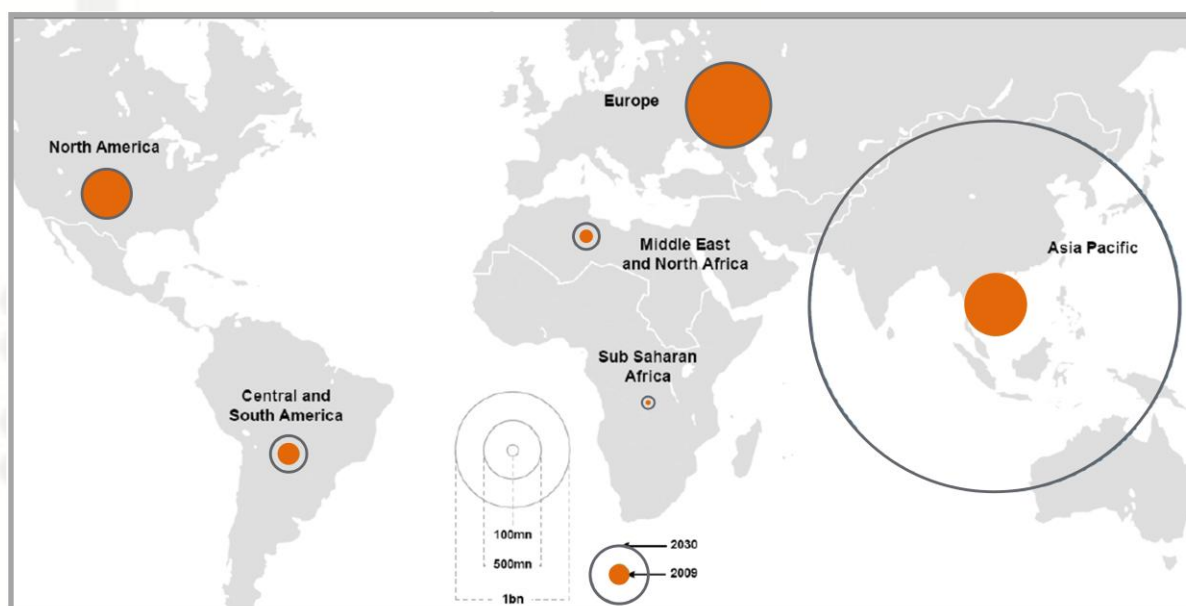 Europe
North America
Middle East
and North Africa
Asia Pacific
Sub Saharan
Africa
Central and
South America
100mn
500mn
1bn
2030
2009